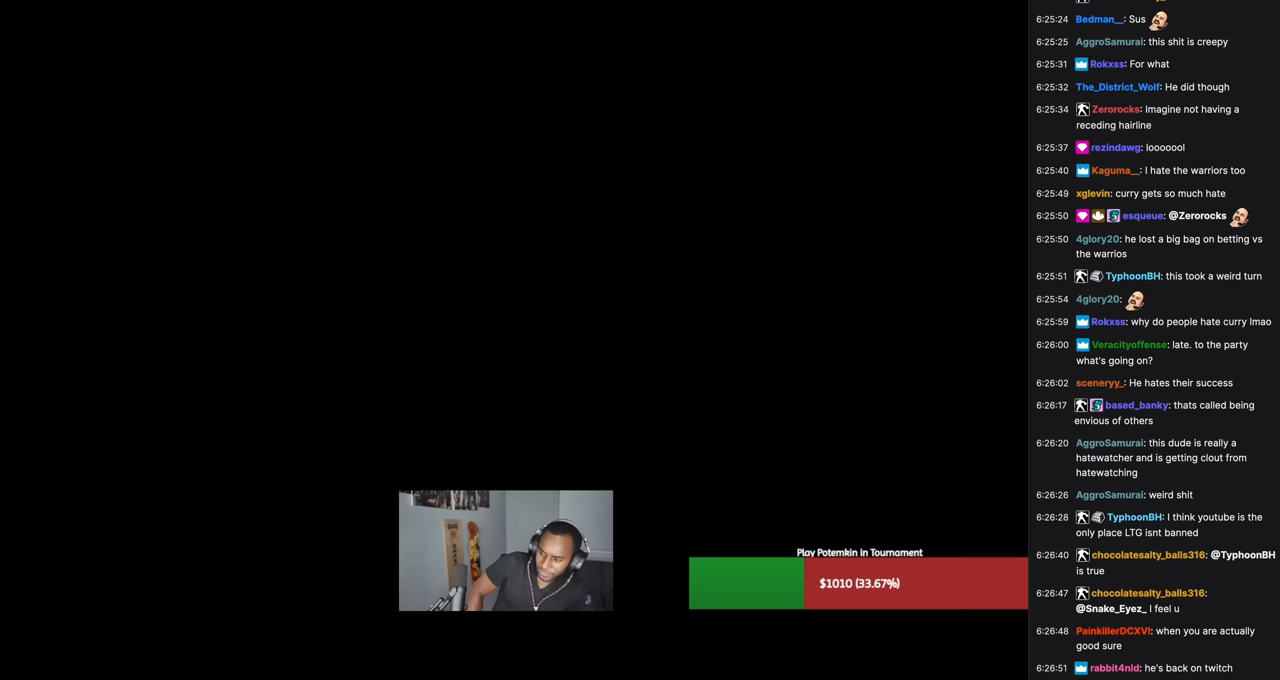 6:25:24 Bedman__: Sus
6:25:25 AggroSamurai: this shit is creepy
6:25:31 Rokxss: For what
6:25:32 The_District_Wolf: He did though
6:25:34 Zerorocks: Imagine not having a
receding hairline
6:25:37 rezindawg: looooool
6:25:40 Kaguma__: I hate the warriors too
6:25:49 xglevin: curry gets so much hate
6:25:50 esqueue: @Zerorocks
6:25:50 4glory20: he lost a big bag on betting vs
the warrios
6:25:51 TyphoonBH: this took a weird turn
6:25:54 4glory20:
6:25:59 Rokxss: why do people hate curry lmao
6:26:00 Veracityoffense: late. to the party
what's going on?
6:26:02 sceneryy_: He hates their success
6:26:17 based_banky: thats called being
envious of others
6:26:20 AggroSamurai: this dude is really a
hatewatcher and is getting clout from
hatewatching
6:26:26 AggroSamurai: weird shit
6:26:28 TyphoonBH: I think youtube is the
only place LTG isnt banned
6:26:40 chocolatesalty_balls316: @TyphoonBH
is true
6:26:47 chocolatesalty_balls316:
@Snake_Eyez_ I feel u
6:26:48 PainkillerDCXVI: when you are actually
good sure
6:26:51 rabbit4nld: he's back on twitch
Play Potemkin in Tournament
$1010 (33.67%)